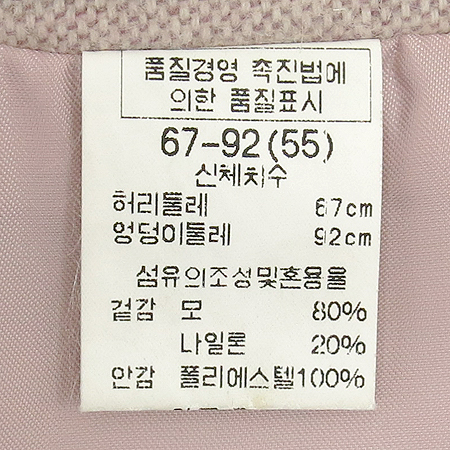 품질경영 촉진법에
의한 품질표시
67-92(55)
신체치수
허리둘레 67cm
엉덩이둘레 92cm
섬유의조성및혼용율
겉감 모 80%
나일론 20%
안감 폴리에스텔100%